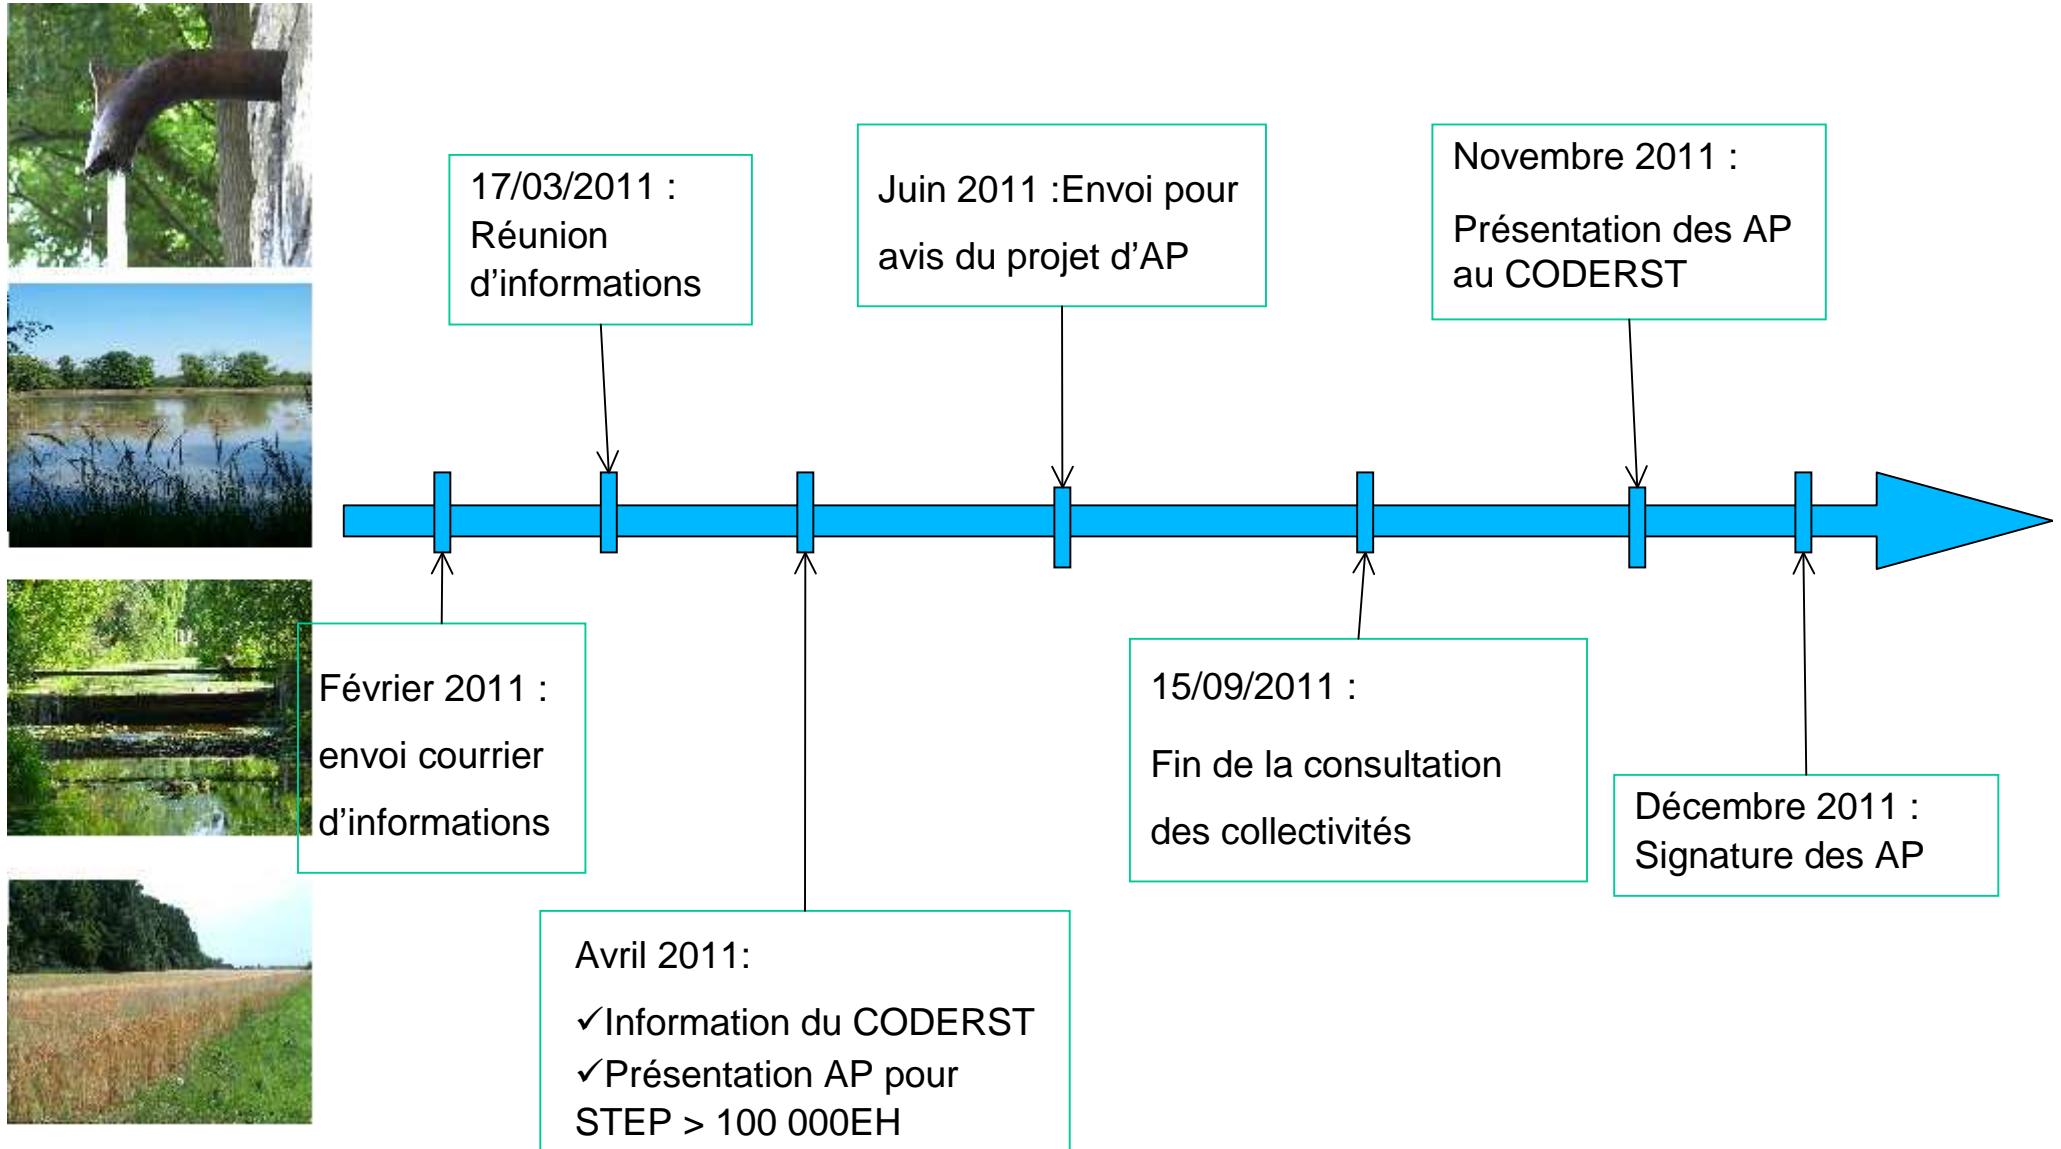 17/03/2011 :
Réunion
d’informations
Juin 2011 :Envoi pour
avis du projet d’AP
Novembre 2011 :
Présentation des AP
au CODERST
Février 2011 :
envoi courrier
d’informations
Avril 2011:
✓Information du CODERST
✓Présentation AP pour
STEP > 100 000EH
15/09/2011 :
Fin de la consultation
des collectivités
Décembre 2011 :
Signature des AP